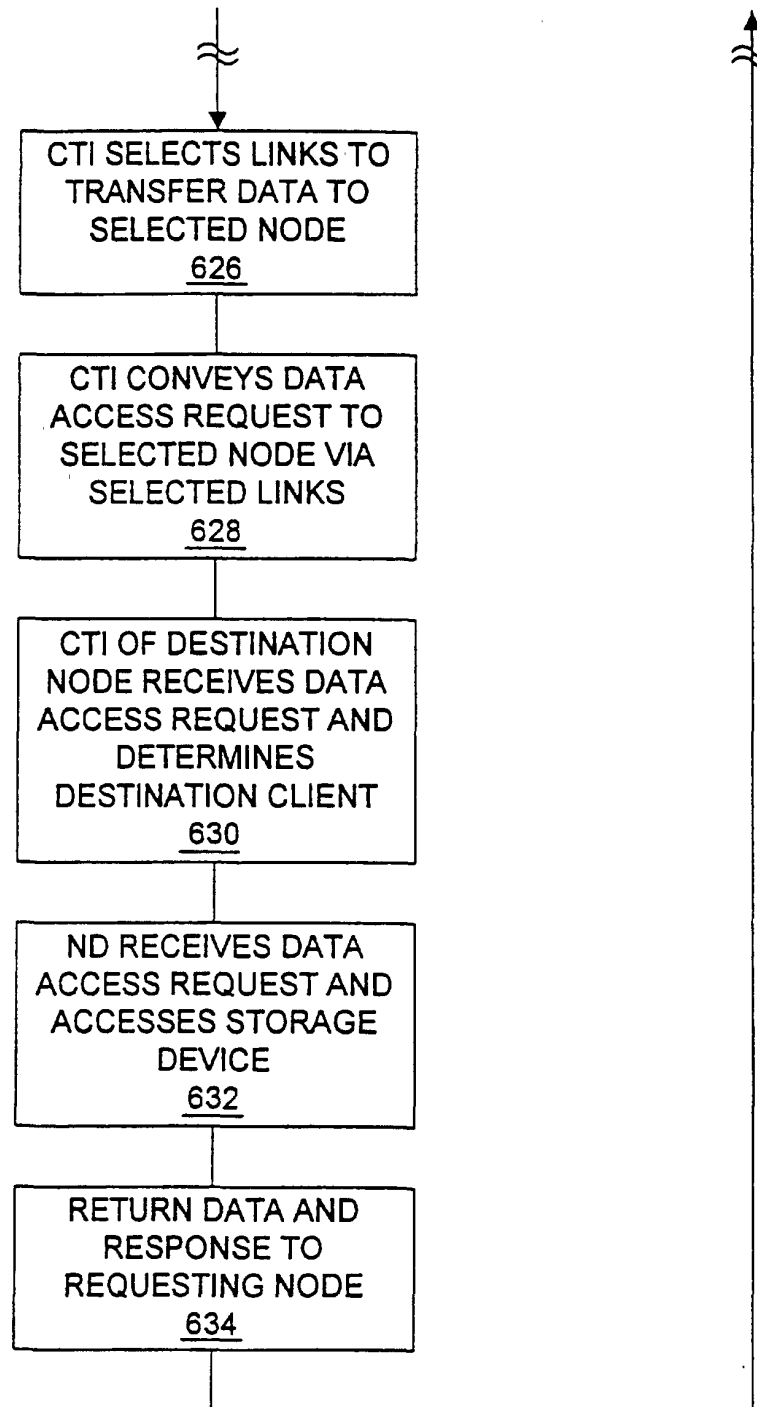 CTI SELECTS LINKS TO
TRANSFER DATA TO
SELECTED NODE
626
CTI CONVEYS DATA
ACCESS REQUEST TO
SELECTED NODE VIA
SELECTED LINKS
628
CTI OF DESTINATION
NODE RECEIVES DATA
ACCESS REQUEST AND
DETERMINES
DESTINATION CLIENT
630
ND RECEIVES DATA
ACCESS REQUEST AND
ACCESSES STORAGE
DEVICE
632
RETURN DATA AND
RESPONSE TO
REQUESTING NODE
634